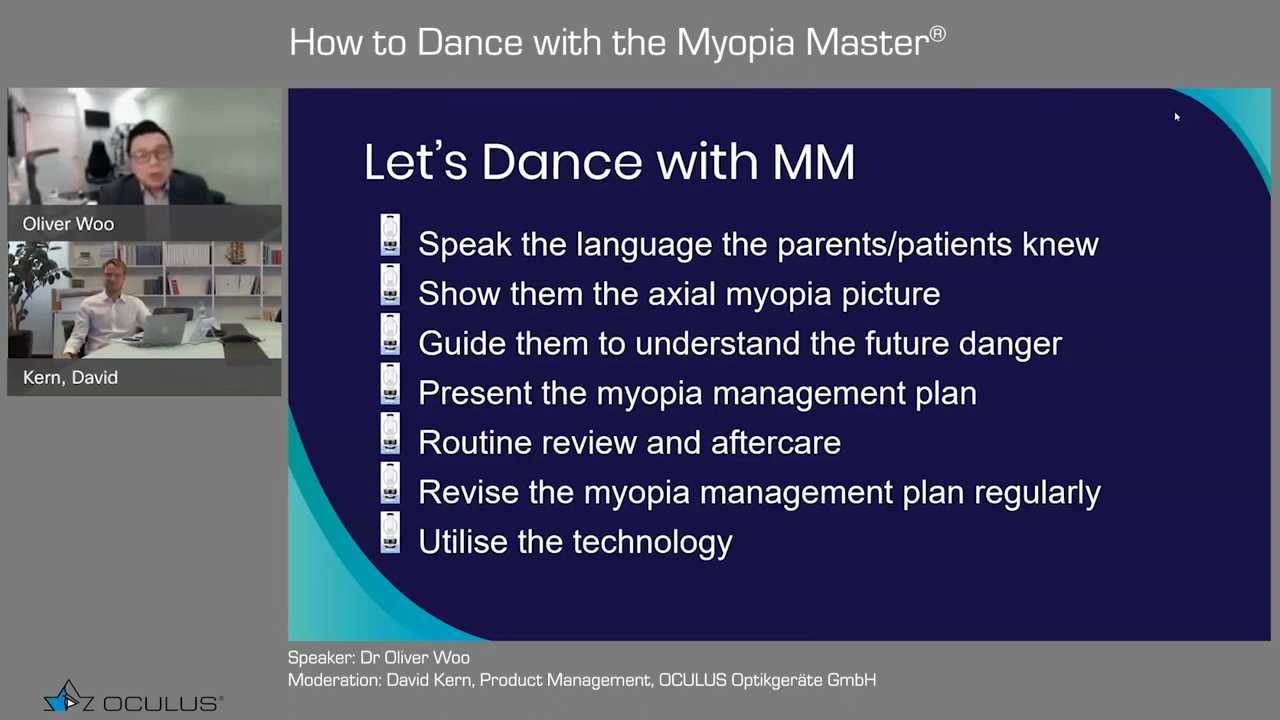 How to Dance with the Myopia Master®
Oliver Woo
Kern, David
Let's Dance with MM
Speak the language the parents/patients knew
Show them the axial myopia picture
Guide them to understand the future danger
Present the myopia management plan
Routine review and aftercare
Revise the myopia management plan regularly
Utilise the technology
Speaker: Dr Oliver Woo
Moderation: David Kern, Product Management, OCULUS Optikgeräte GmbH
OCULUS®